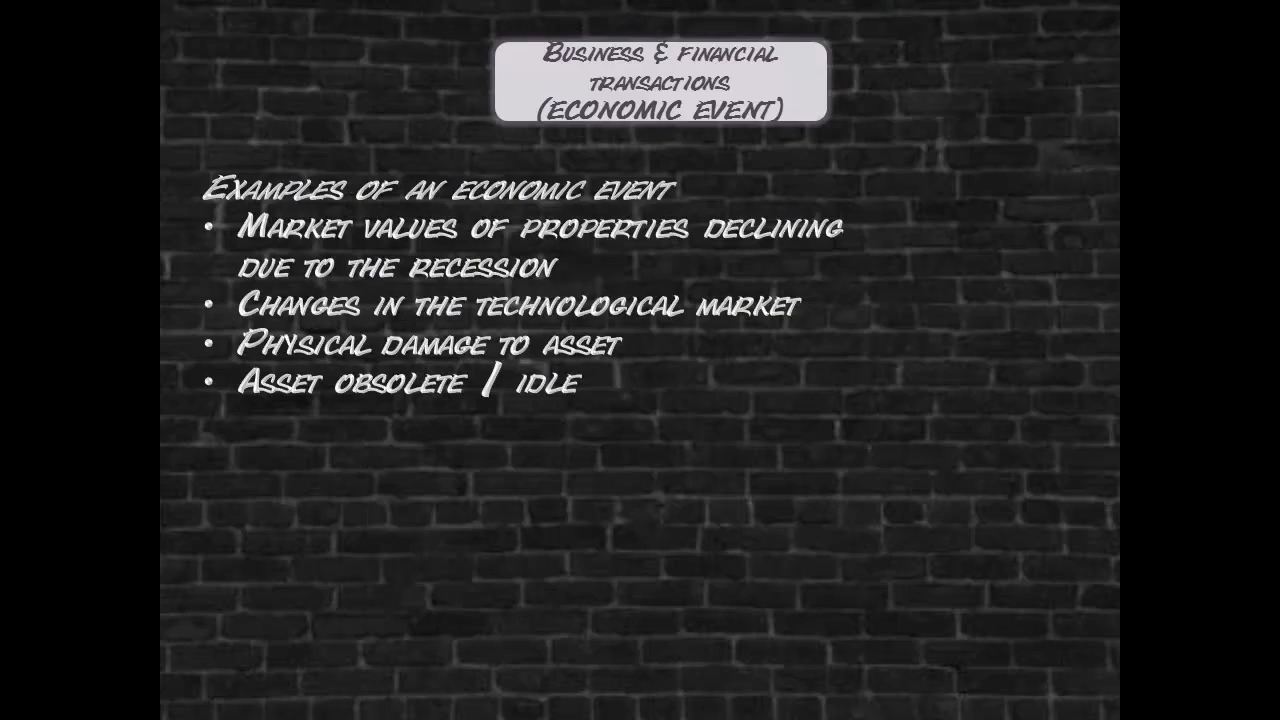 Business & financial
transactions
(ECONOMIC EVENT)
Examples of an economic event
• Market values of properties declining
due to the recession
• Changes in the technological market
• Physical damage to asset
• Asset obsolete / idle